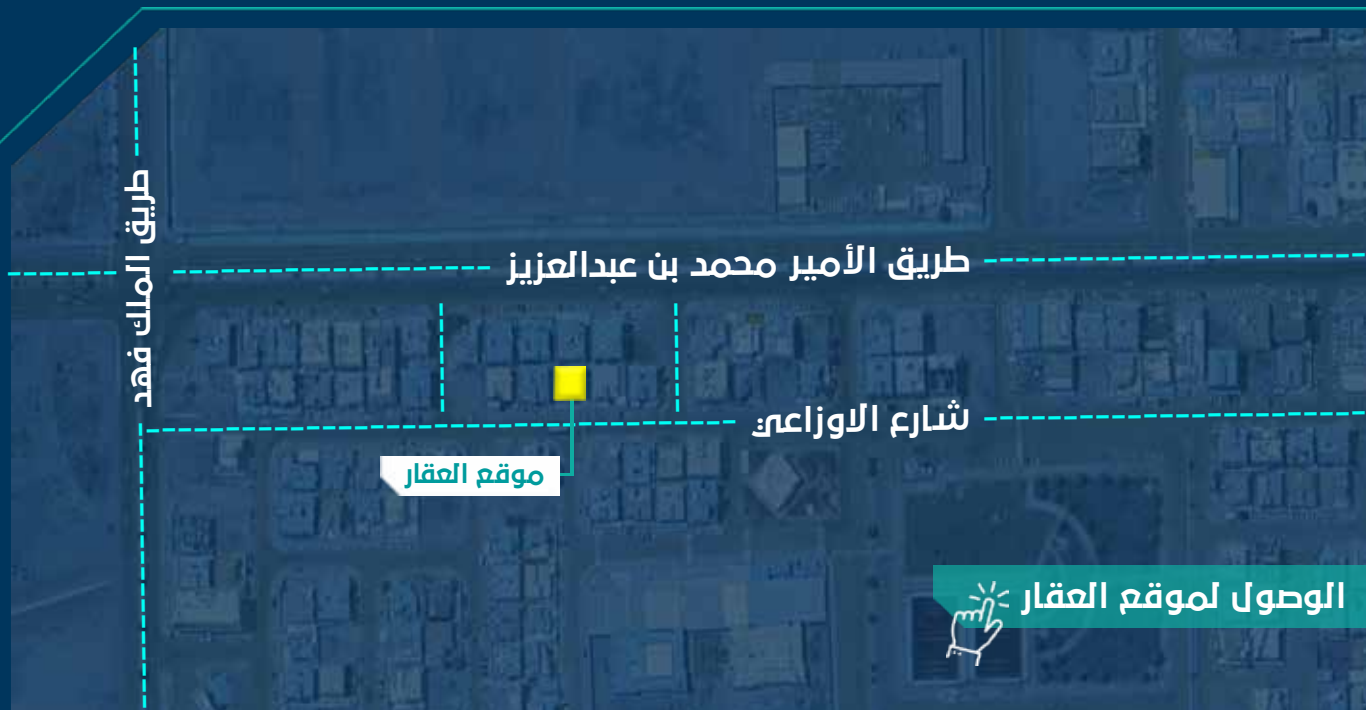 طريق الملك فهد
طريق الأمير محمد بن عبدالعزيز
شارع الاوزاعي
موقع العقار
الوصول لموقع العقار